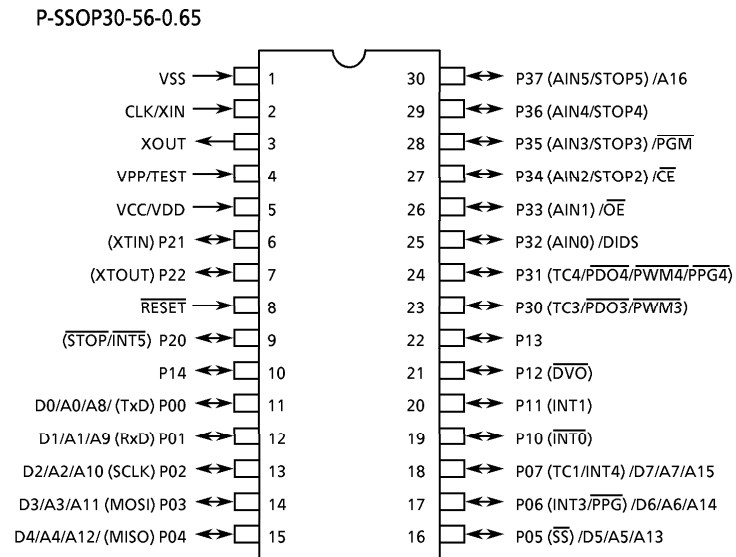 P-SSOP30-56-0.65
VSS 1 30 P37 (AIN5/STOP5) /A16
CLK/XIN 2 29 P36 (AIN4/STOP4)
XOUT 3 28 P35 (AIN3/STOP3) /PGM
VPP/TEST 4 27 P34 (AIN2/STOP2) /CE
VCC/VDD 5 26 P33 (AIN1) /OE
(XTIN) P21 6 25 P32 (AIN0) /DIDS
(XTOUT) P22 7 24 P31 (TC4/PDO4/PWM4/PPG4)
RESET 8 23 P30 (TC3/PDO3/PWM3)
(STOP/INT5) P20 9 22 P13
P14 10 21 P12 (DVO)
D0/A0/A8/ (TxD) P00 11 20 P11 (INT1)
D1/A1/A9 (RxD) P01 12 19 P10 (INT0)
D2/A2/A10 (SCLK) P02 13 18 P07 (TC1/INT4) /D7/A7/A15
D3/A3/A11 (MOSI) P03 14 17 P06 (INT3/PPG) /D6/A6/A14
D4/A4/A12/ (MISO) P04 15 16 P05 (SS) /D5/A5/A13